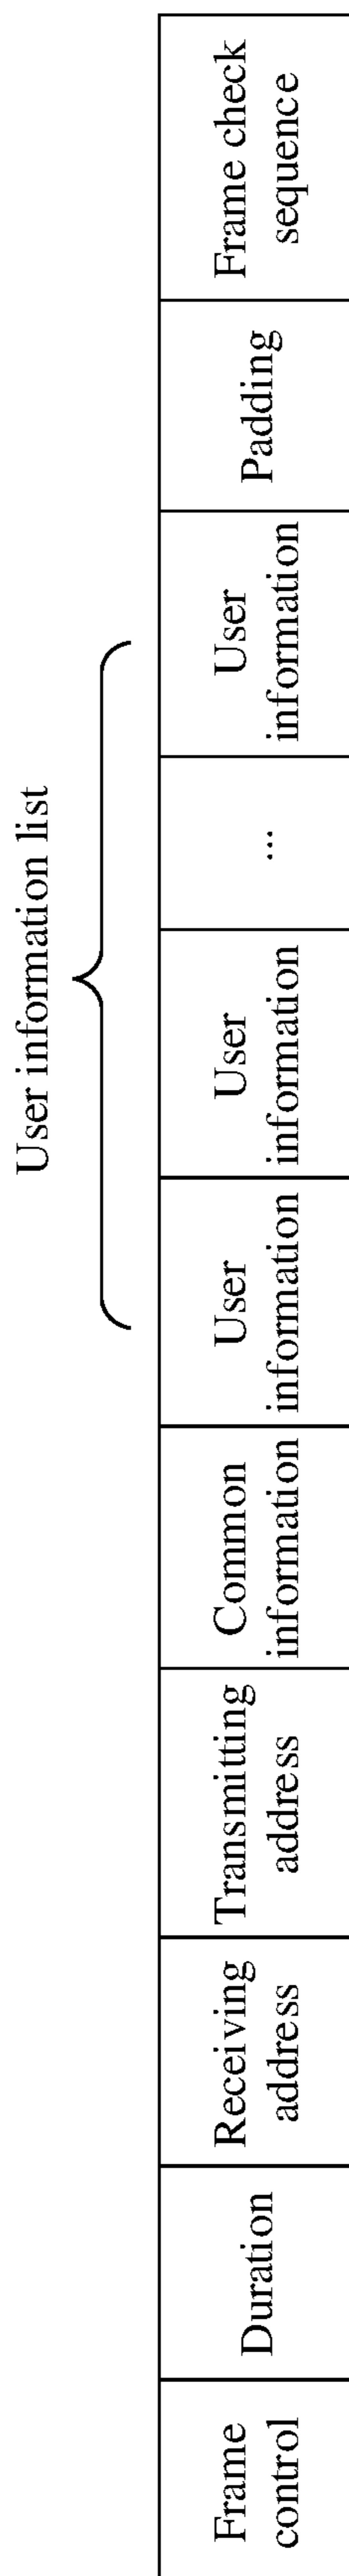 User information list
Frame
control
Duration
Receiving
address
Transmitting
address
Common
information
User
information
User
information
...
User
information
Padding
Frame check
sequence